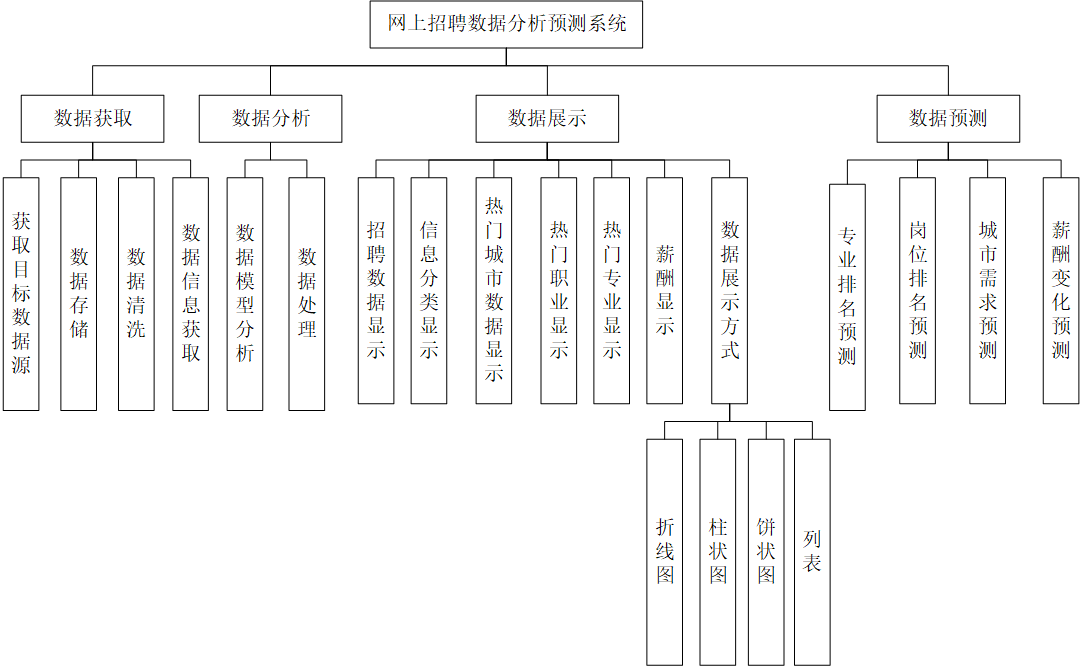 网上招聘数据分析预测系统
数据获取
数据分析
数据展示
数据预测
获取目标数据源
数据存储
数据清洗
数据信息获取
数据模型分析
数据处理
招聘数据显示
信息分类显示
热门城市数据显示
热门职业显示
热门专业显示
薪酬显示
数据展示方式
专业排名预测
岗位排名预测
城市需求预测
薪酬变化预测
折线图
柱状图
饼状图
列表